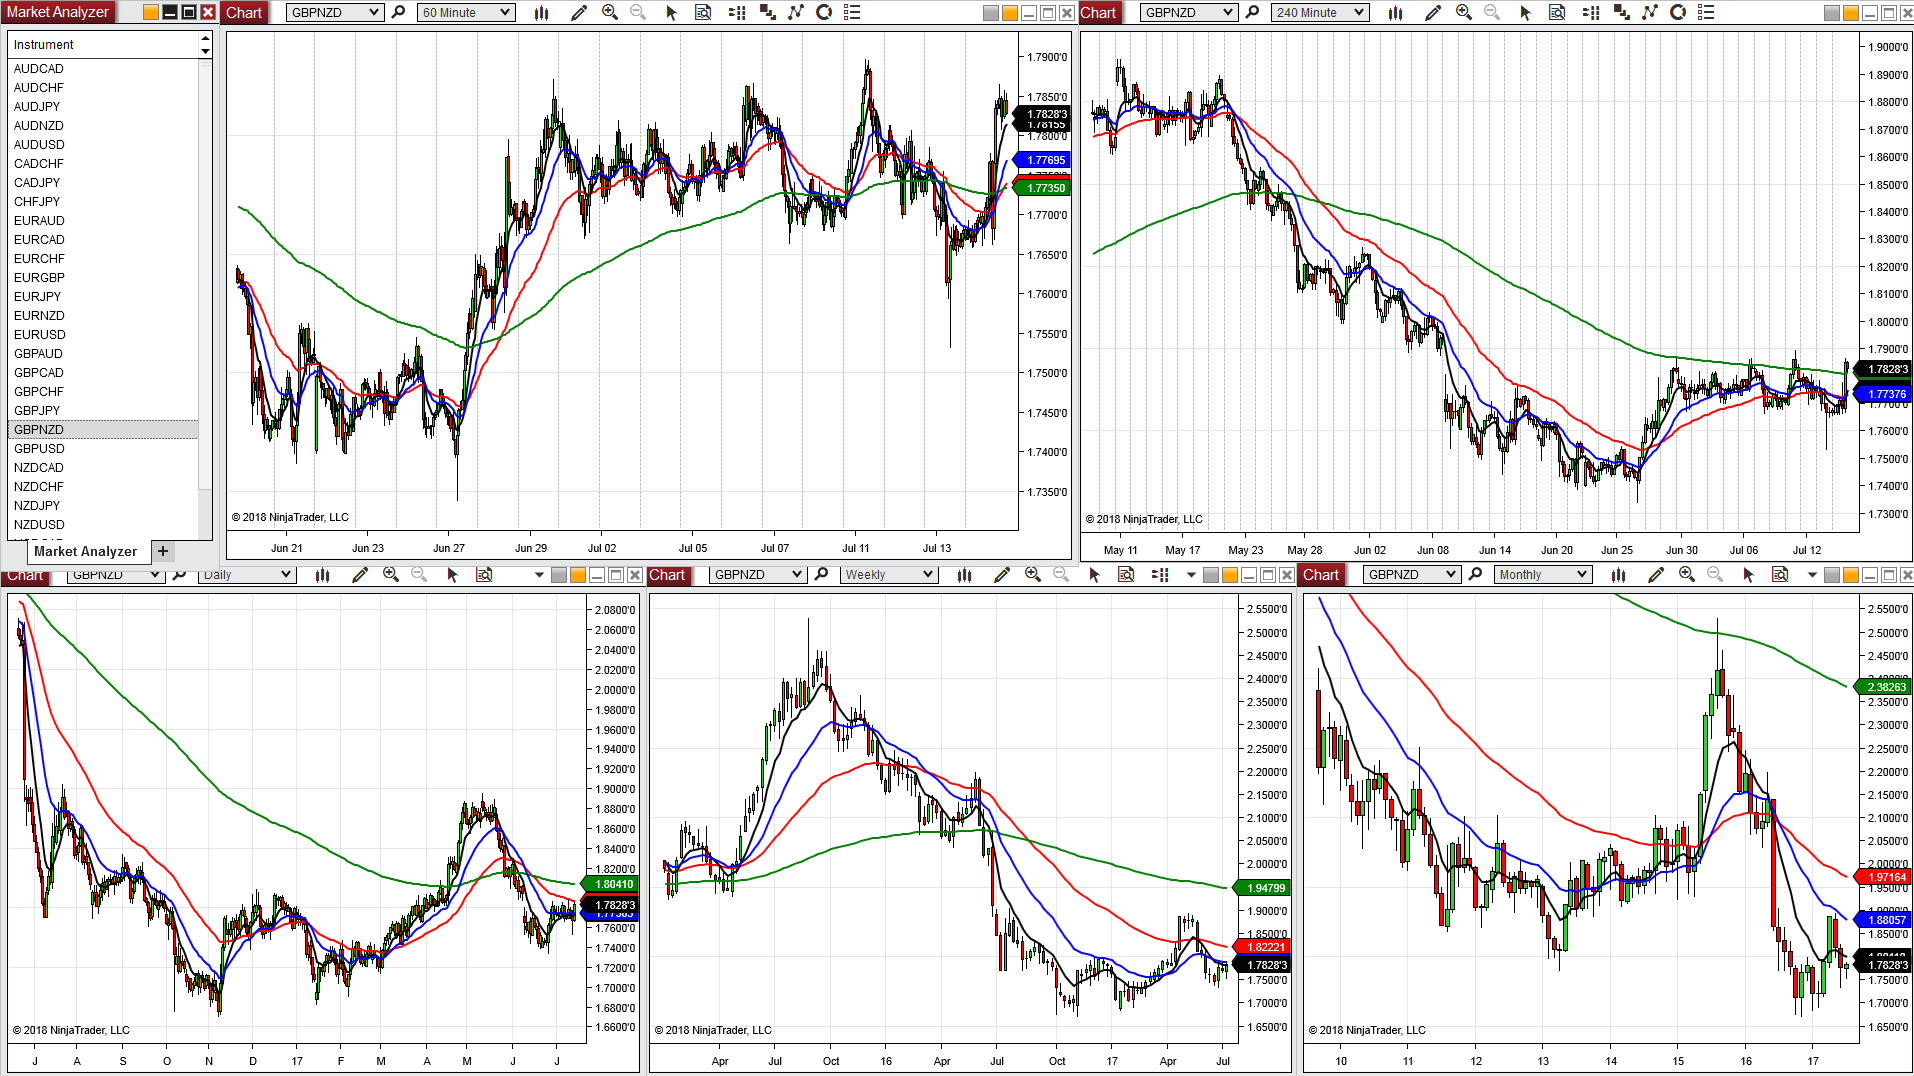 Market Analyzer
Instrument
AUDCAD
AUDCHF
AUDJPY
AUDNZD
AUDUSD
CADCHF
CADJPY
CHFJPY
EURAUD
EURCAD
EURCHF
EURGBP
EURJPY
EURNZD
EURUSD
GBPAUD
GBPCAD
GBPCHF
GBPJPY
GBPNZD
GBPUSD
NZDCAD
NZDCHF
NZDJPY
NZDUSD
Market Analyzer +
Chart GBPNZD 60 Minute
1.7900'0
1.7850'0
1.7828'3
1.7800'0
1.77695
1.77350
1.7700'0
1.7650'0
1.7600'0
1.7550'0
1.7500'0
1.7450'0
1.7400'0
1.7350'0
© 2018 NinjaTrader, LLC
Jun 21 Jun 23 Jun 27 Jun 29 Jul 02 Jul 05 Jul 07 Jul 11 Jul 13
Chart GBPNZD 240 Minute
1.9000'0
1.8900'0
1.8800'0
1.8700'0
1.8600'0
1.8500'0
1.8400'0
1.8300'0
1.8200'0
1.8100'0
1.8000'0
1.7900'0
1.7828'3
1.77376
1.7700'0
1.7600'0
1.7500'0
1.7400'0
1.7300'0
© 2018 NinjaTrader, LLC
May 11 May 17 May 23 May 28 Jun 02 Jun 08 Jun 14 Jun 20 Jun 25 Jun 30 Jul 06 Jul 12
Chart GBPNZD Daily
2.0800'0
2.0600'0
2.0400'0
2.0200'0
2.0000'0
1.9800'0
1.9600'0
1.9400'0
1.9200'0
1.9000'0
1.8800'0
1.8600'0
1.8400'0
1.8200'0
1.80410
1.7828'3
1.7600'0
1.7400'0
1.7200'0
1.7000'0
1.6800'0
1.6600'0
© 2018 NinjaTrader, LLC
J A S O N D 17 F M A M J J
Chart GBPNZD Weekly
2.5500'0
2.5000'0
2.4500'0
2.4000'0
2.3500'0
2.3000'0
2.2500'0
2.2000'0
2.1500'0
2.1000'0
2.0500'0
2.0000'0
1.94799
1.9000'0
1.8500'0
1.82221
1.7828'3
1.7500'0
1.7000'0
1.6500'0
© 2018 NinjaTrader, LLC
Apr Jul Oct 16 Apr Jul Oct 17 Apr Jul
Chart GBPNZD Monthly
2.5500'0
2.5000'0
2.4500'0
2.38263
2.3500'0
2.3000'0
2.2500'0
2.2000'0
2.1500'0
2.1000'0
2.0500'0
2.0000'0
1.97164
1.9500'0
1.88057
1.8500'0
1.7828'3
1.7500'0
1.7000'0
1.6500'0
© 2018 NinjaTrader, LLC
10 11 12 13 14 15 16 17